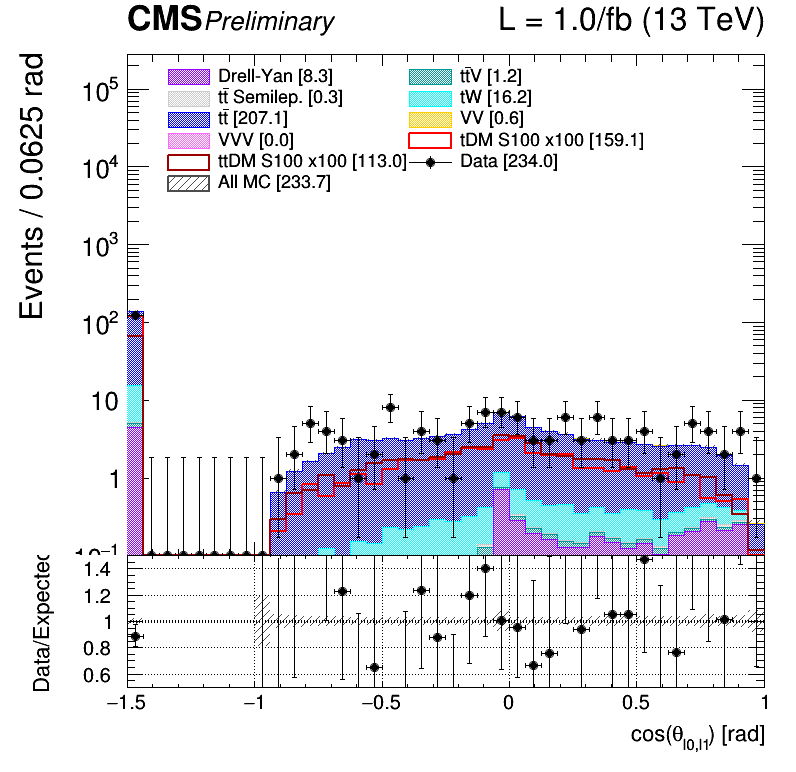 CMS Preliminary L = 1.0/fb (13 TeV)
Events / 0.0625 rad
Drell-Yan [8.3] tt̄V [1.2]
tt̄ Semilep. [0.3] tW [16.2]
tt̄ [207.1] VV [0.6]
VVV [0.0] tDM S100 x100 [159.1]
ttDM S100 x100 [113.0] Data [234.0]
All MC [233.7]
10⁵
10⁴
10³
10²
10
1
10⁻¹
Data/Expected
1.4
1.2
1
0.8
0.6
−1.5 −1 −0.5 0 0.5 1
cos(θ_{l0,l1}) [rad]